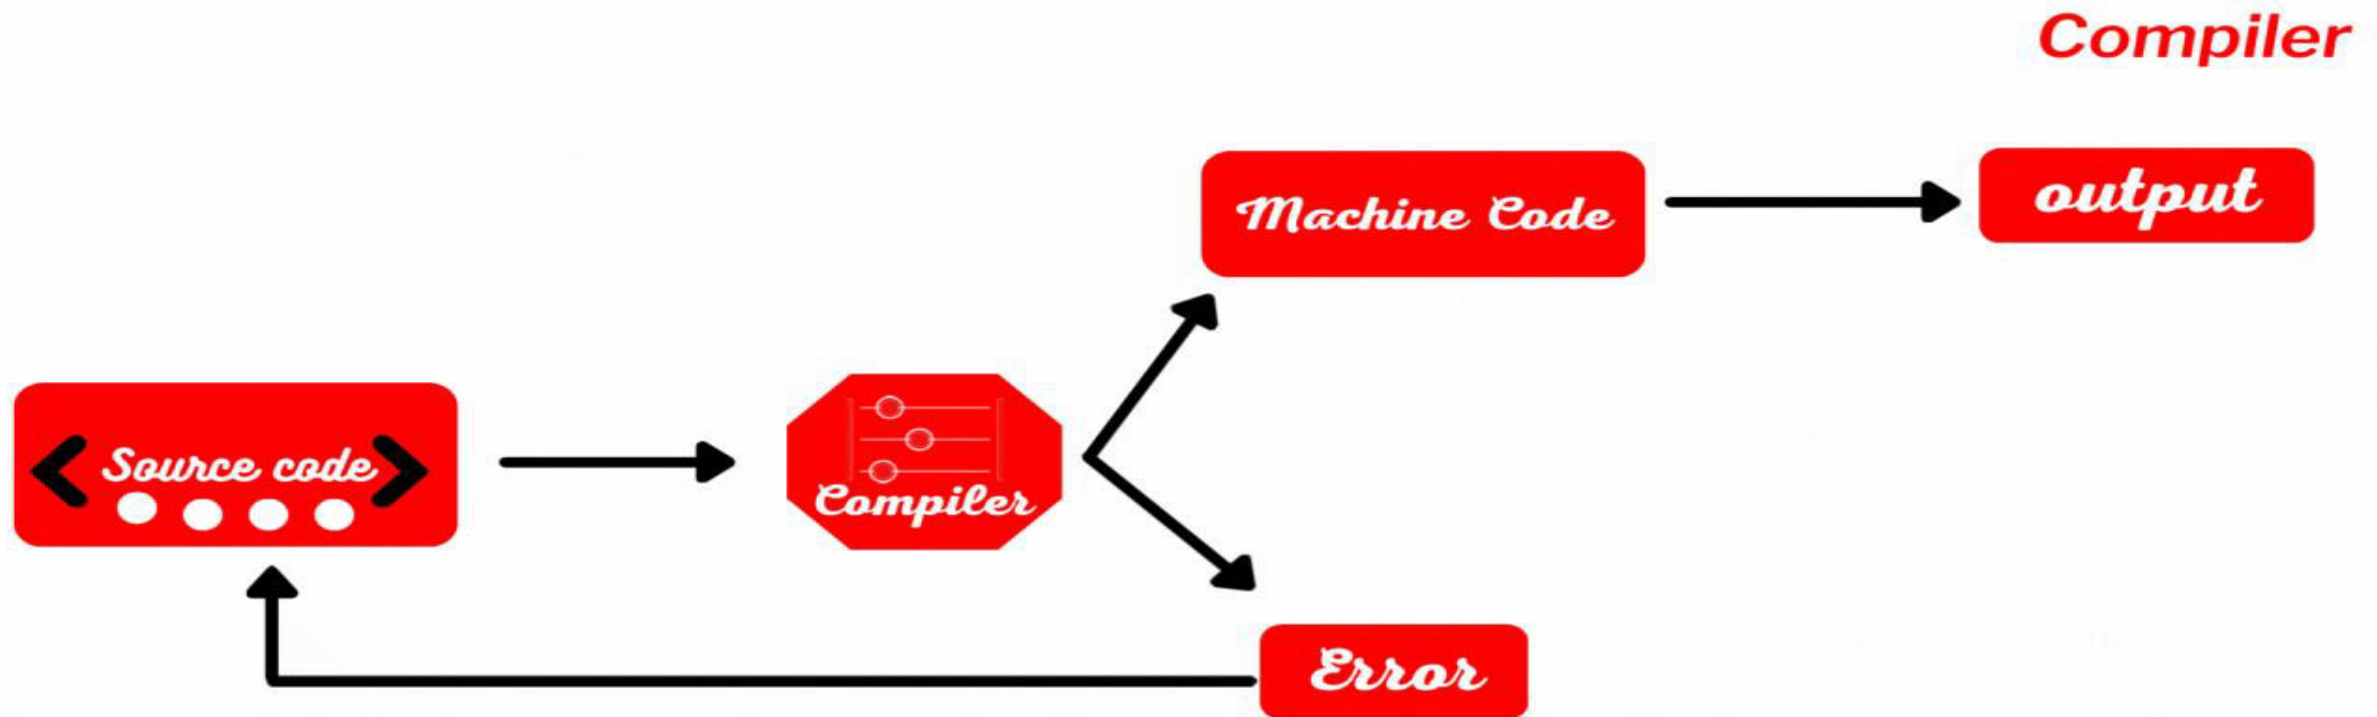 Compiler
Machine Code
output
Source code
Compiler
Error